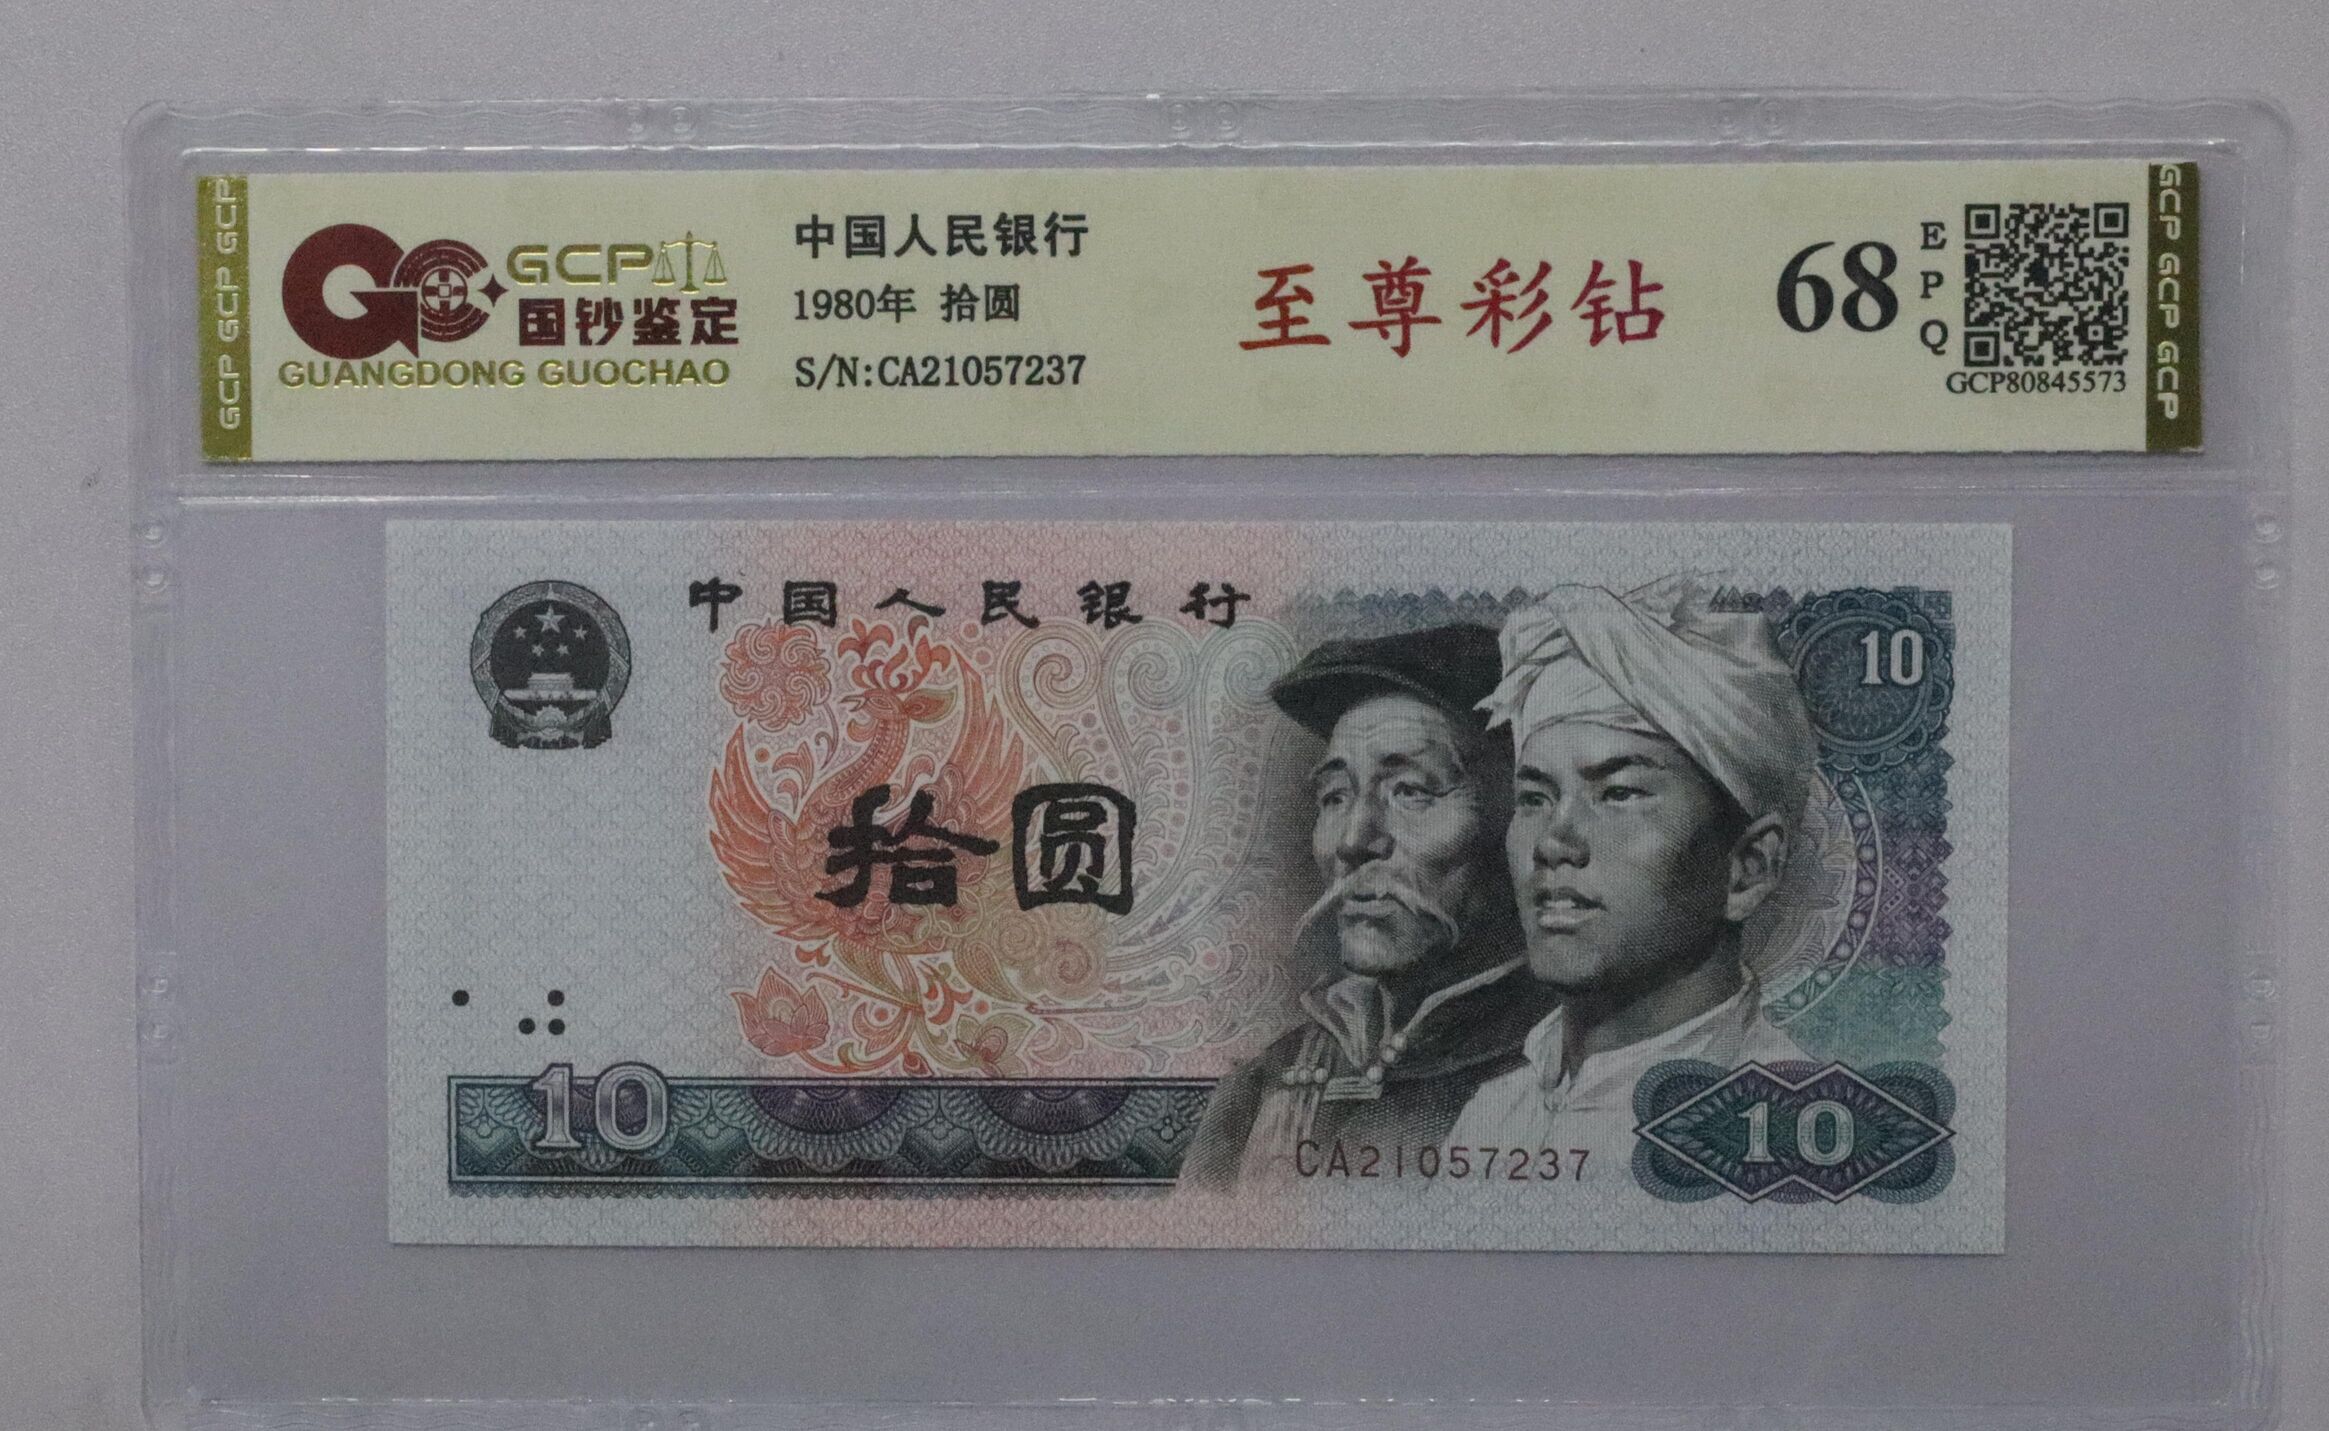 GCP GCP GCP
GCP
国钞鉴定
GUANGDONG GUOCHAO
中国人民银行
1980年 拾圆
S/N:CA21057237
至尊彩钻
68
E
P
Q
GCP80845573
GCP GCP GCP
中国人民银行
10
拾圆
10
CA21057237
10